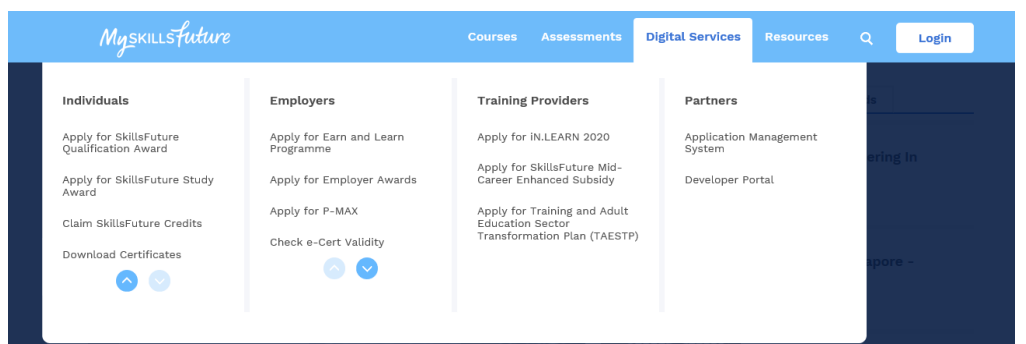 MySKILLSfuture
Courses Assessments Digital Services Resources Login
Individuals
Apply for SkillsFuture
Qualification Award
Apply for SkillsFuture Study
Award
Claim SkillsFuture Credits
Download Certificates
Employers
Apply for Earn and Learn
Programme
Apply for Employer Awards
Apply for P-MAX
Check e-Cert Validity
Training Providers
Apply for iN.LEARN 2020
Apply for SkillsFuture Mid-
Career Enhanced Subsidy
Apply for Training and Adult
Education Sector
Transformation Plan (TAESTP)
Partners
Application Management
System
Developer Portal
ering In
apore –